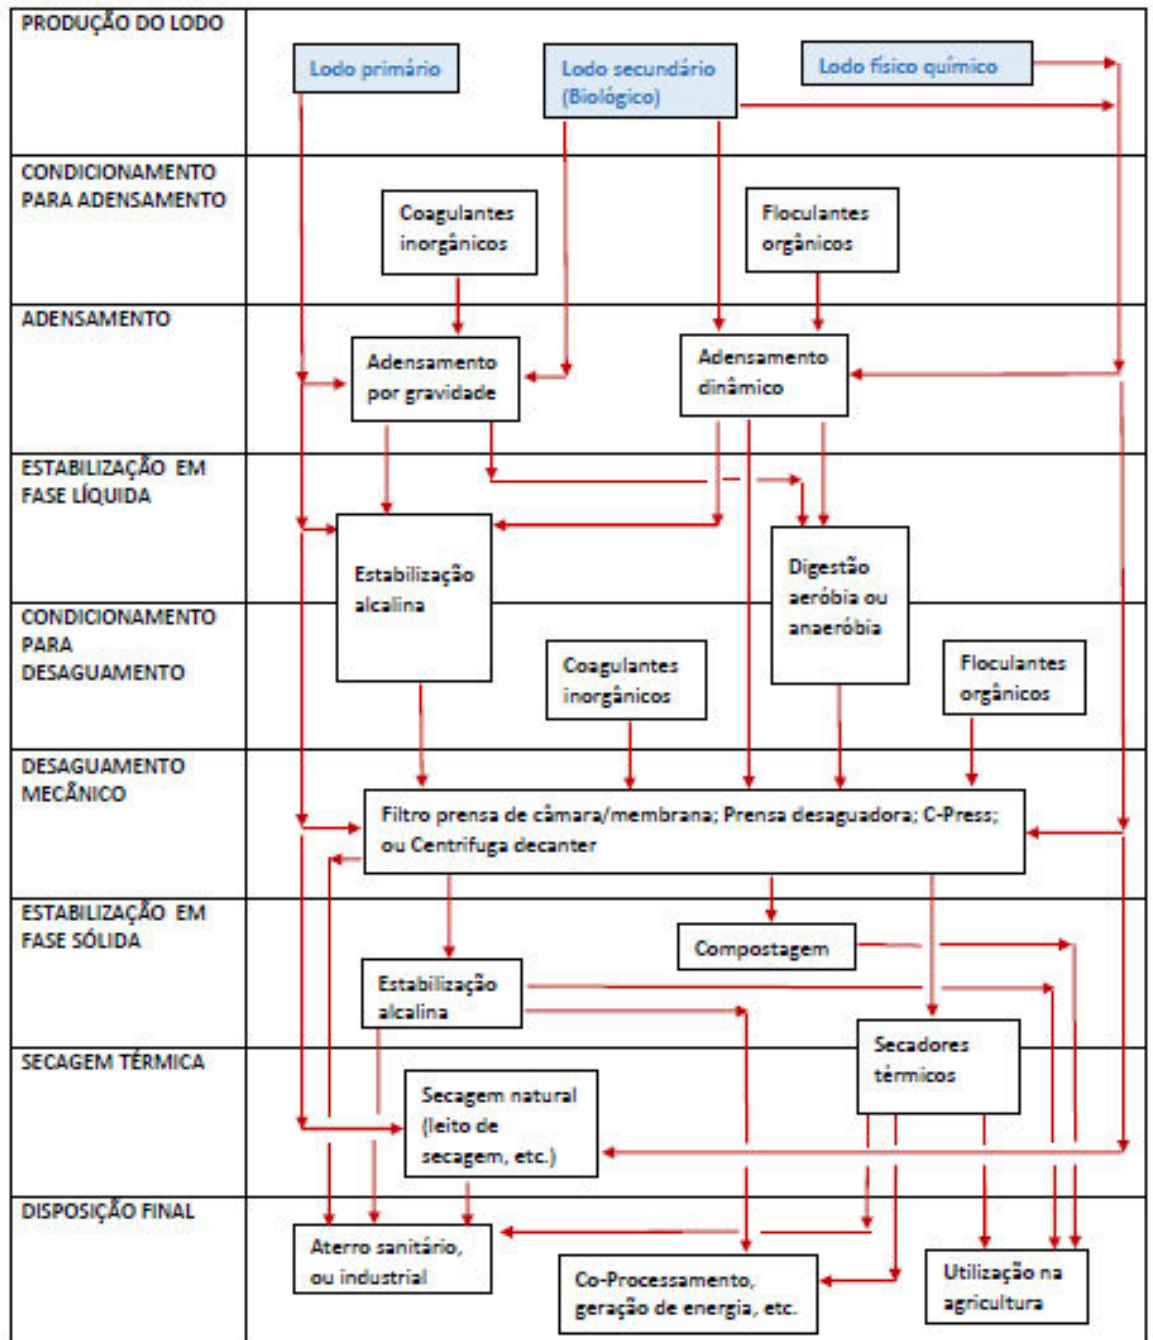 PRODUÇÃO DO LODO
Lodo primário
Lodo secundário
(Biológico)
Lodo físico químico
CONDICIONAMENTO
PARA ADENSAMENTO
Coagulantes
inorgânicos
Floculantes
orgânicos
ADENSAMENTO
Adensamento
por gravidade
Adensamento
dinâmico
ESTABILIZAÇÃO EM
FASE LÍQUIDA
Estabilização
alcalina
Digestão
aeróbia ou
anaeróbia
CONDICIONAMENTO
PARA
DESAGUAMENTO
Coagulantes
inorgânicos
Floculantes
orgânicos
DESAGUAMENTO
MECÂNICO
Filtro prensa de câmara/membrana; Prensa desaguadora; C-Press;
ou Centrifuga decanter
ESTABILIZAÇÃO EM
FASE SÓLIDA
Compostagem
Estabilização
alcalina
Secadores
térmicos
SECAGEM TÉRMICA
Secagem natural
(leito de
secagem, etc.)
DISPOSIÇÃO FINAL
Aterro sanitário,
ou industrial
Co-Processamento,
geração de energia, etc.
Utilização na
agricultura